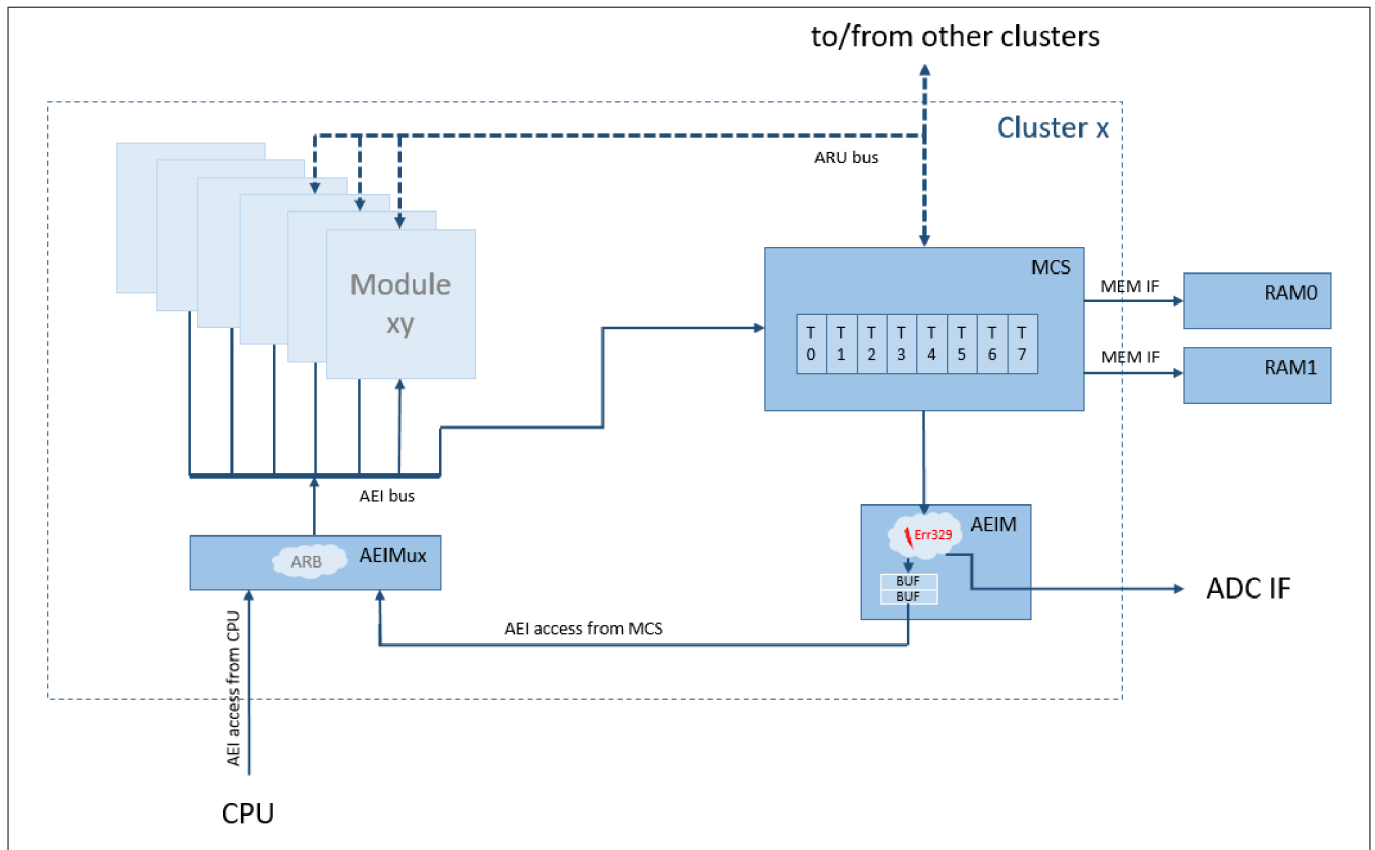 to/from other clusters
Cluster x
ARU bus
Module
xy
MCS
T T T T T T T T
0 1 2 3 4 5 6 7
MEM IF
RAM0
MEM IF
RAM1
AEI bus
AEIMux
ARB
AEIM
Err329
BUF
BUF
ADC IF
AEI access from MCS
AEI access from CPU
CPU